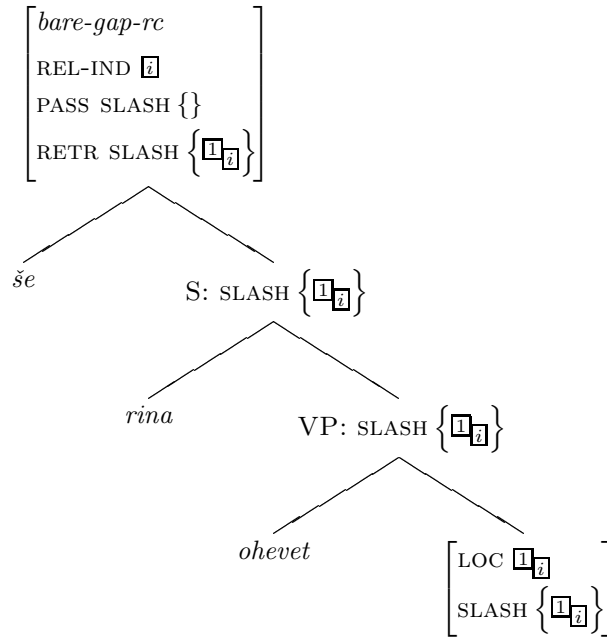 bare-gap-rc
REL-IND i
PASS SLASH {}
RETR SLASH {1i}
še
S: SLASH {1i}
rina
VP: SLASH {1i}
ohevet
LOC 1i
SLASH {1i}